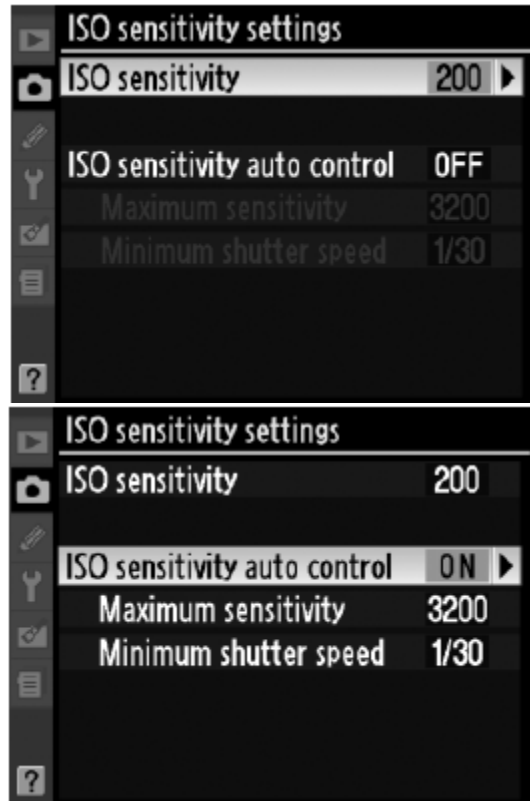 ISO sensitivity settings
ISO sensitivity 200
ISO sensitivity auto control OFF
Maximum sensitivity 3200
Minimum shutter speed 1/30
?
ISO sensitivity settings
ISO sensitivity 200
ISO sensitivity auto control ON
Maximum sensitivity 3200
Minimum shutter speed 1/30
?